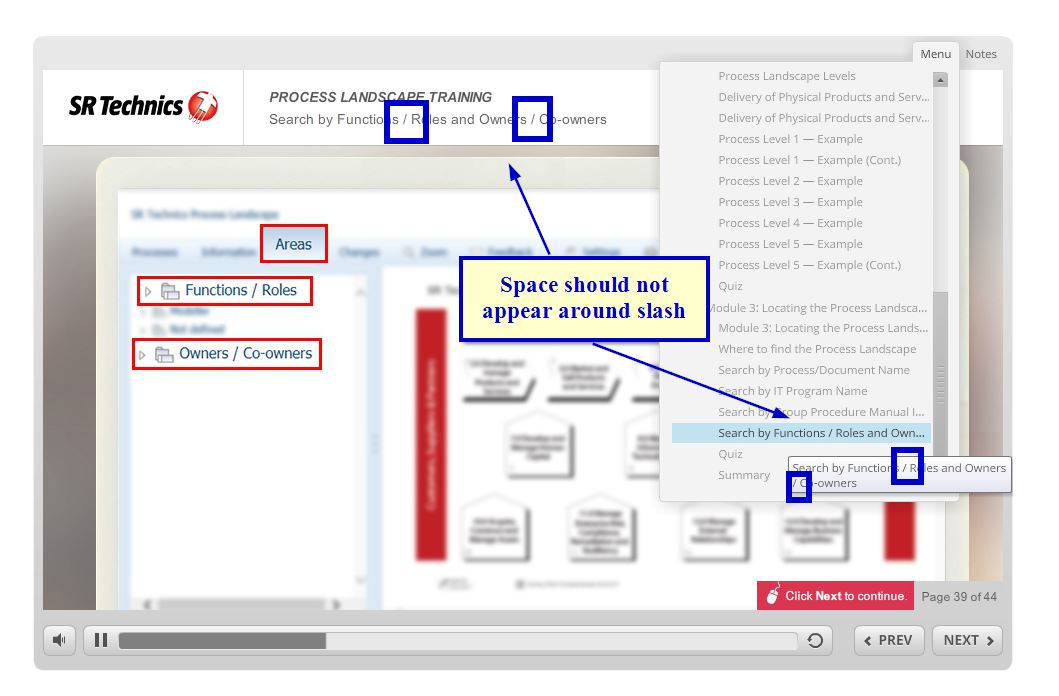 Menu Notes
SR Technics
PROCESS LANDSCAPE TRAINING
Search by Functions / Roles and Owners / Co-owners
Process Landscape Levels
Delivery of Physical Products and Serv...
Delivery of Physical Products and Serv...
Process Level 1 — Example
Process Level 1 — Example (Cont.)
Process Level 2 — Example
Process Level 3 — Example
Process Level 4 — Example
Process Level 5 — Example
Process Level 5 — Example (Cont.)
Quiz
Module 3: Locating the Process Landsca...
Module 3: Locating the Process Lands...
Where to find the Process Landscape
Search by Process/Document Name
Search by IT Program Name
Search by Group Procedure Manual I...
Search by Functions / Roles and Own...
Quiz
Summary
Search by Functions / Roles and Owners
/ Co-owners
Space should not
appear around slash
SR Technics Process Landscape
Processes Information Areas Changes Zoom Feedback Settings
Functions / Roles
Modeller
Not defined
Owners / Co-owners
Customers, Suppliers & Partners
Click Next to continue.
Page 39 of 44
PREV NEXT